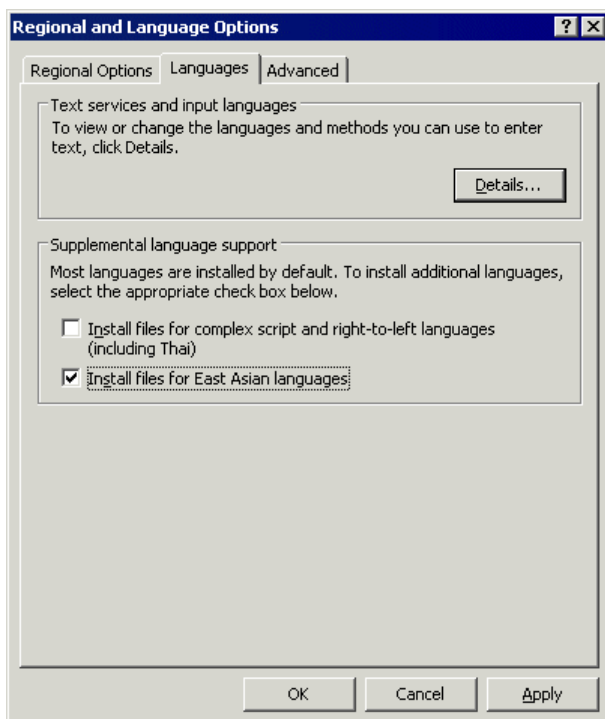 Regional and Language Options
Regional Options Languages Advanced
Text services and input languages
To view or change the languages and methods you can use to enter
text, click Details.
Details...
Supplemental language support
Most languages are installed by default. To install additional languages,
select the appropriate check box below.
Install files for complex script and right-to-left languages
(including Thai)
Install files for East Asian languages
OK Cancel Apply